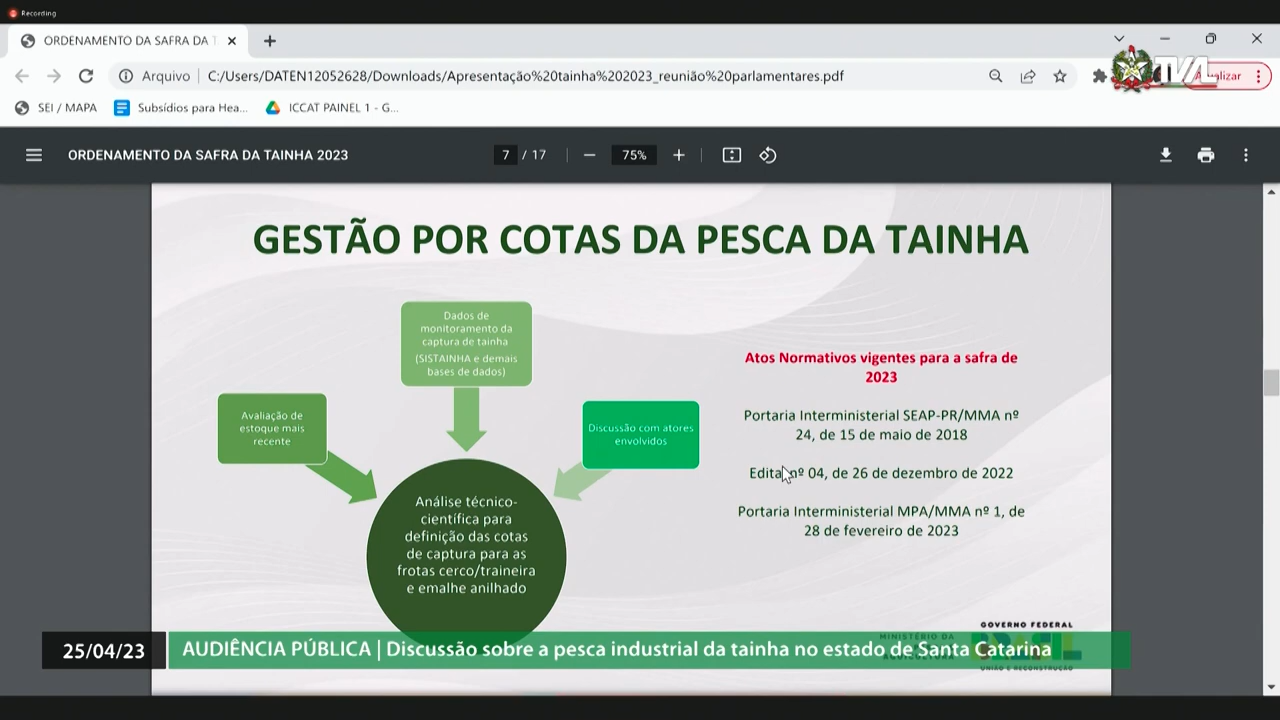 Recording
ORDENAMENTO DA SAFRA DA T
Arquivo
C:/Users/DATEN12052628/Downloads/Apresentação%20tainha%202023_reunião%20parlamentares.pdf
TVAL
alizar
SEI / MAPA
Subsídios para Hea...
ICCAT PAINEL 1 - G...
ORDENAMENTO DA SAFRA DA TAINHA 2023
7 / 17
75%
GESTÃO POR COTAS DA PESCA DA TAINHA
Dados de
monitoramento da
captura de tainha
(SISTAINHA e demais
bases de dados)
Avaliação de
estoque mais
recente
Discussão com atores
envolvidos
Análise técnico-
científica para
definição das cotas
de captura para as
frotas cerco/traineira
e emalhe anilhado
Atos Normativos vigentes para a safra de
2023
Portaria Interministerial SEAP-PR/MMA nº
24, de 15 de maio de 2018
Edital nº 04, de 26 de dezembro de 2022
Portaria Interministerial MPA/MMA nº 1, de
28 de fevereiro de 2023
GOVERNO FEDERAL
MINISTÉRIO DA
BRASIL
UNIÃO E RECONSTRUÇÃO
25/04/23
AUDIÊNCIA PÚBLICA | Discussão sobre a pesca industrial da tainha no estado de Santa Catarina